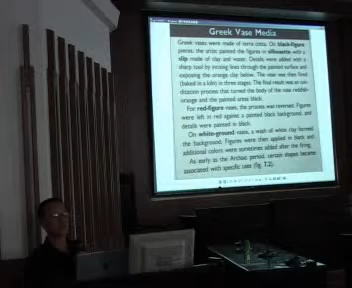 Greek Vase Media
Greek vases were made of terra cotta. On black-figure
pieces, the artist painted the figures in silhouette with a
slip made of clay and water. Details were added with a
sharp tool by incising lines through the painted surface and
exposing the orange clay below. The vase was then fired
(baked in a kiln) in three stages. The final result was an oxi-
dization process that turned the body of the vase reddish-
orange and the painted areas black.
For red-figure vases, the process was reversed. Figures
were left in red against a painted black background, and
details were painted in black.
On white-ground vases, a wash of white clay formed
the background. Figures were then applied in black and
additional colors were sometimes added after the firing.
As early as the Archaic period, certain shapes became
associated with specific uses (fig. 7.2).